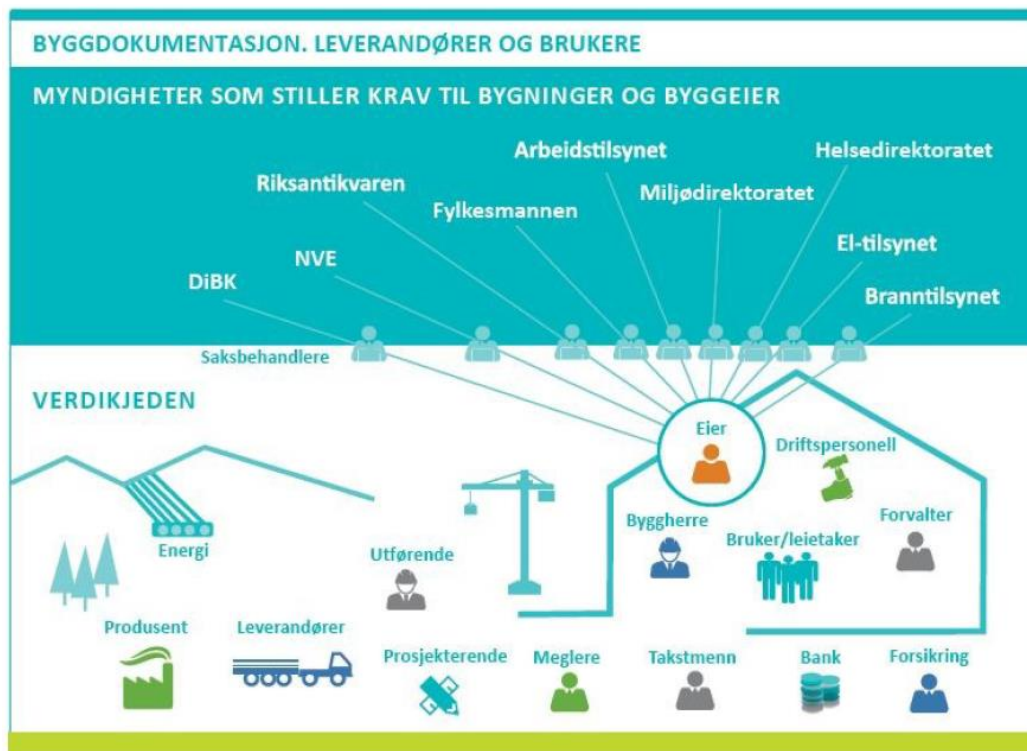 BYGGDOKUMENTASJON. LEVERANDØRER OG BRUKERE
MYNDIGHETER SOM STILLER KRAV TIL BYGNINGER OG BYGGEIER
Arbeidstilsynet
Helsedirektoratet
Riksantikvaren
Miljødirektoratet
Fylkesmannen
El-tilsynet
NVE
DiBK
Branntilsynet
Saksbehandlere
VERDIKJEDEN
Eier
Driftspersonell
Byggherre
Forvalter
Bruker/leietaker
Energi
Utførende
Produsent
Leverandører
Prosjekterende
Meglere
Takstmenn
Bank
Forsikring